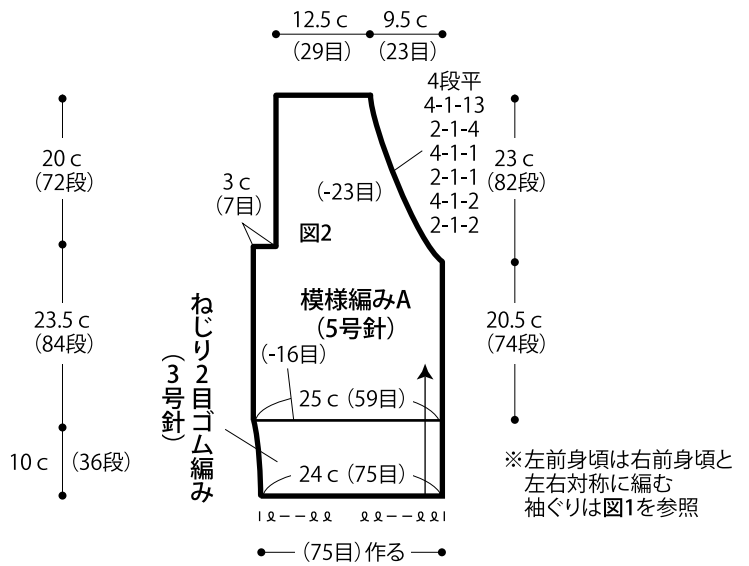 12.5 c
(29目)
9.5 c
(23目)
4段平
4-1-13
2-1-4
4-1-1
2-1-1
4-1-2
2-1-2
20 c
(72段)
3 c
(7目)
(-23目)
23 c
(82段)
図2
模様編みA
(5号針)
23.5 c
(84段)
ねじり2目ゴム編み
(3号針)
(-16目)
25 c (59目)
20.5 c
(74段)
10 c (36段)
24 c (75目)
※左前身頃は右前身頃と
左右対称に編む
袖ぐりは図1を参照
(75目)作る